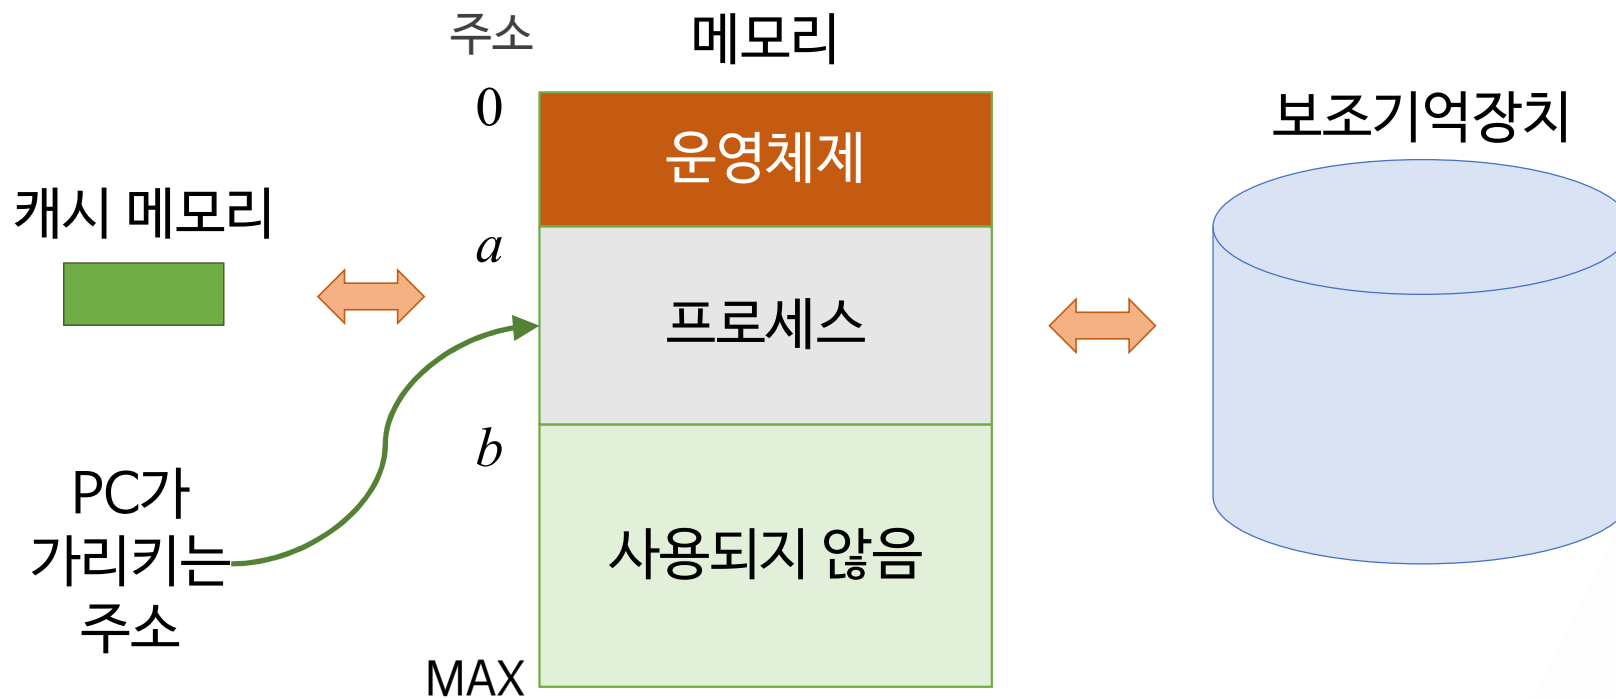 주소
메모리
0
운영체제
보조기억장치
캐시 메모리
a
프로세스
b
PC가
가리키는
주소
사용되지 않음
MAX